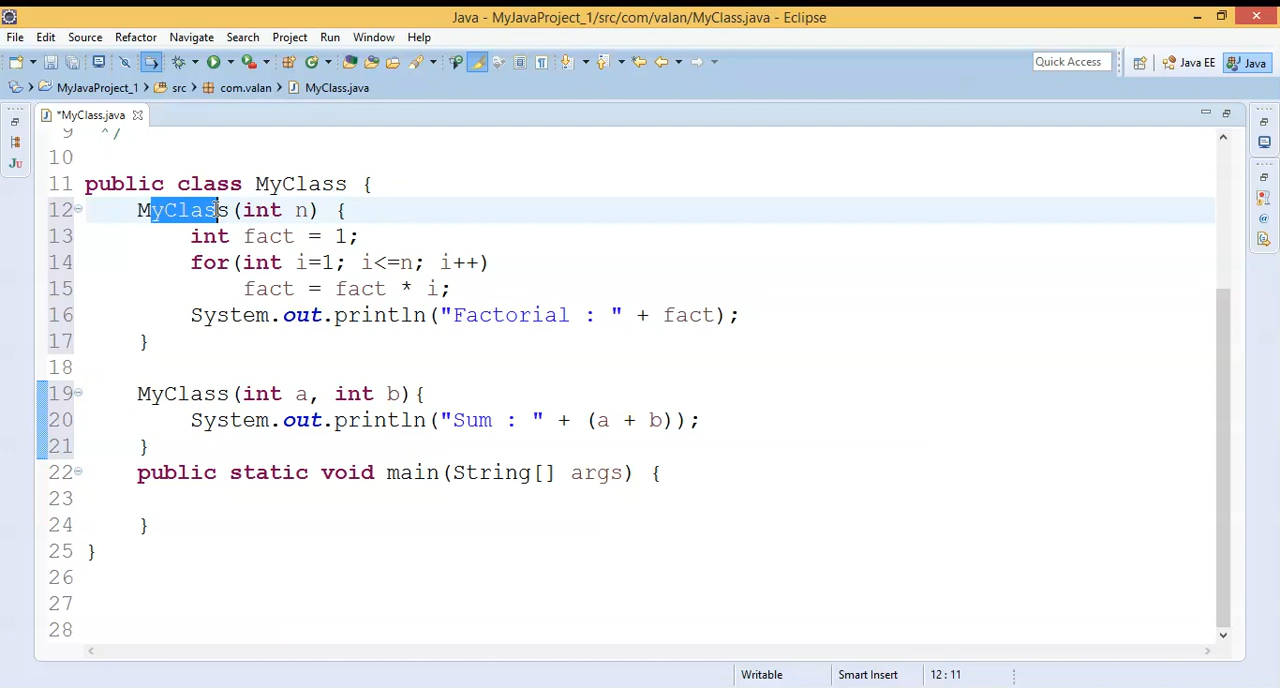 Java - MyJavaProject_1/src/com/valan/MyClass.java - Eclipse
File Edit Source Refactor Navigate Search Project Run Window Help
Quick Access Java EE Java
MyJavaProject_1 src com.valan MyClass.java
*MyClass.java
9 */
10
11 public class MyClass {
12 MyClass(int n) {
13 int fact = 1;
14 for(int i=1; i<=n; i++)
15 fact = fact * i;
16 System.out.println("Factorial : " + fact);
17 }
18
19 MyClass(int a, int b){
20 System.out.println("Sum : " + (a + b));
21 }
22 public static void main(String[] args) {
23
24 }
25 }
26
27
28
Writable Smart Insert 12 : 11